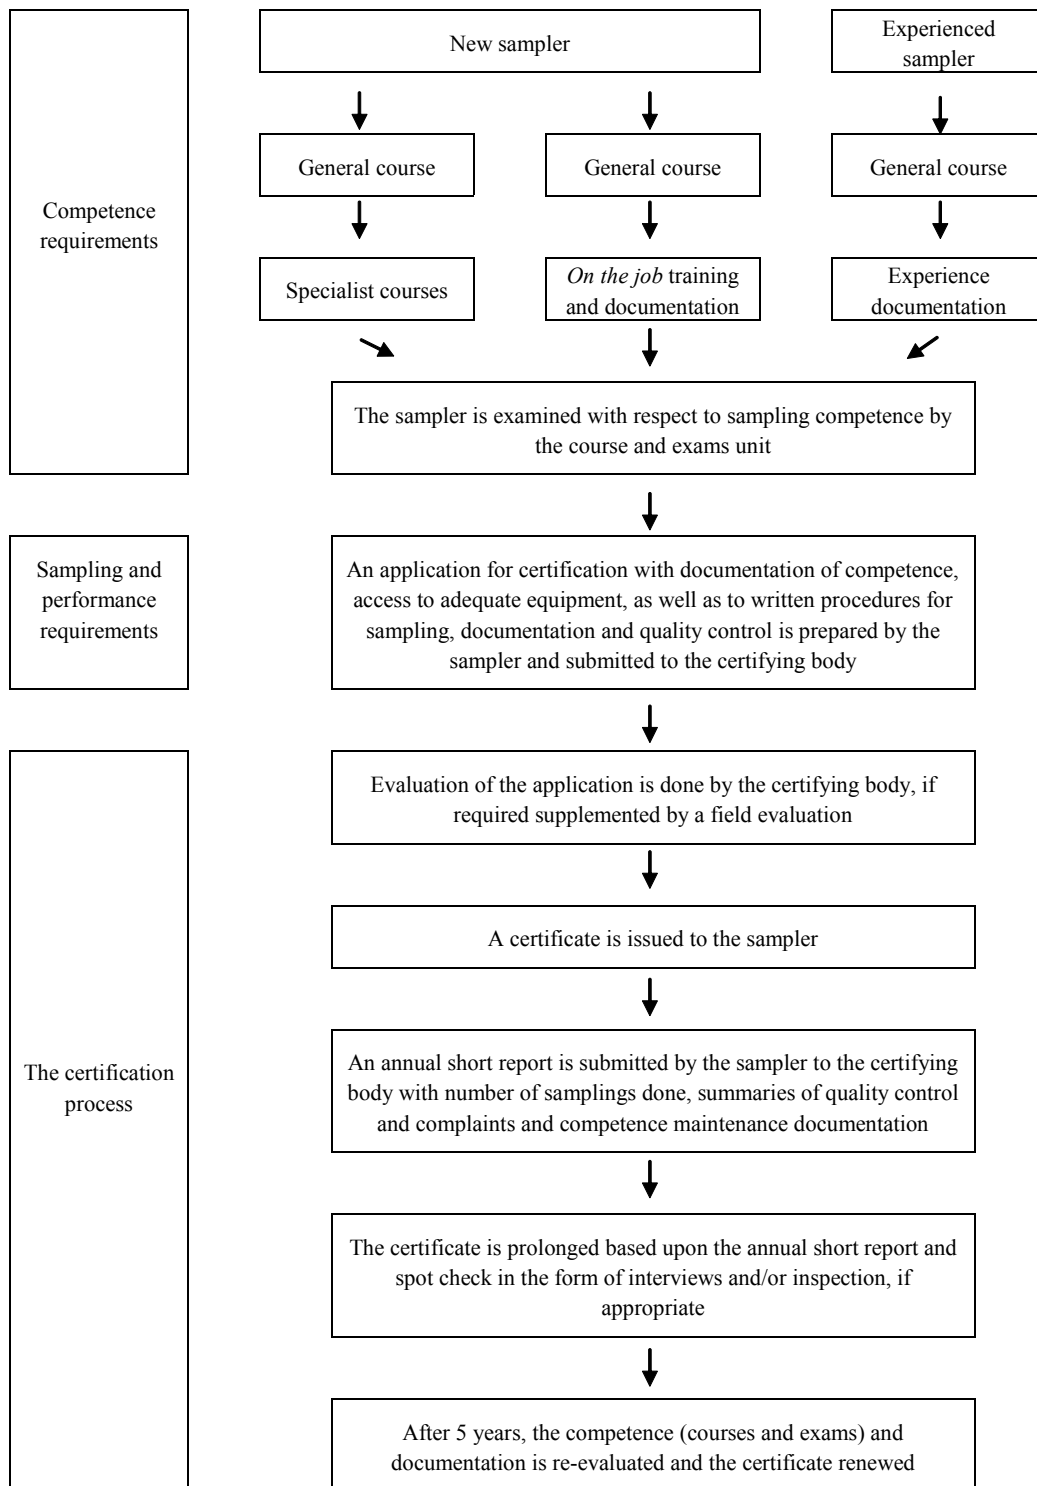 New sampler
Experienced
sampler
General course
General course
General course
Competence
requirements
Specialist courses
On the job training
and documentation
Experience
documentation
The sampler is examined with respect to sampling competence by
the course and exams unit
Sampling and
performance
requirements
An application for certification with documentation of competence,
access to adequate equipment, as well as to written procedures for
sampling, documentation and quality control is prepared by the
sampler and submitted to the certifying body
Evaluation of the application is done by the certifying body, if
required supplemented by a field evaluation
A certificate is issued to the sampler
The certification
process
An annual short report is submitted by the sampler to the certifying
body with number of samplings done, summaries of quality control
and complaints and competence maintenance documentation
The certificate is prolonged based upon the annual short report and
spot check in the form of interviews and/or inspection, if
appropriate
After 5 years, the competence (courses and exams) and
documentation is re-evaluated and the certificate renewed